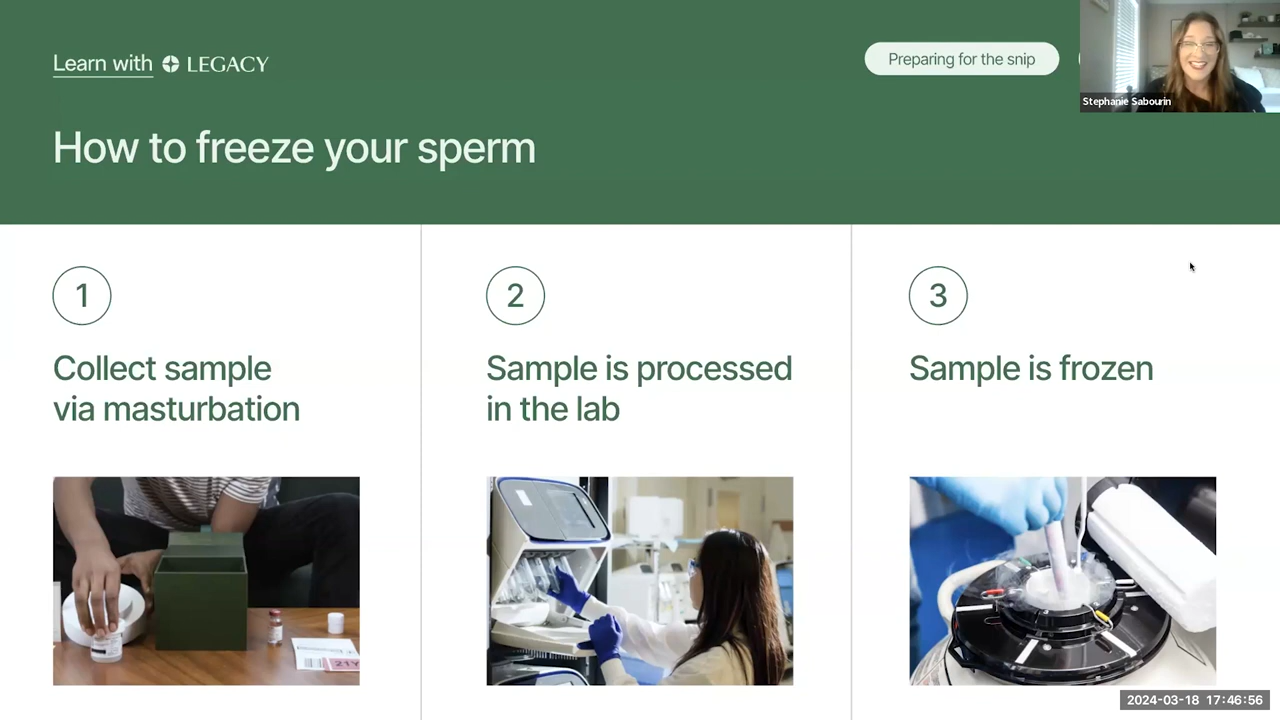 Learn with LEGACY
Preparing for the snip
Stephanie Sabourin
How to freeze your sperm
1
2
3
Collect sample
via masturbation
Sample is processed
in the lab
Sample is frozen
21Y
2024-03-18 17:46:56